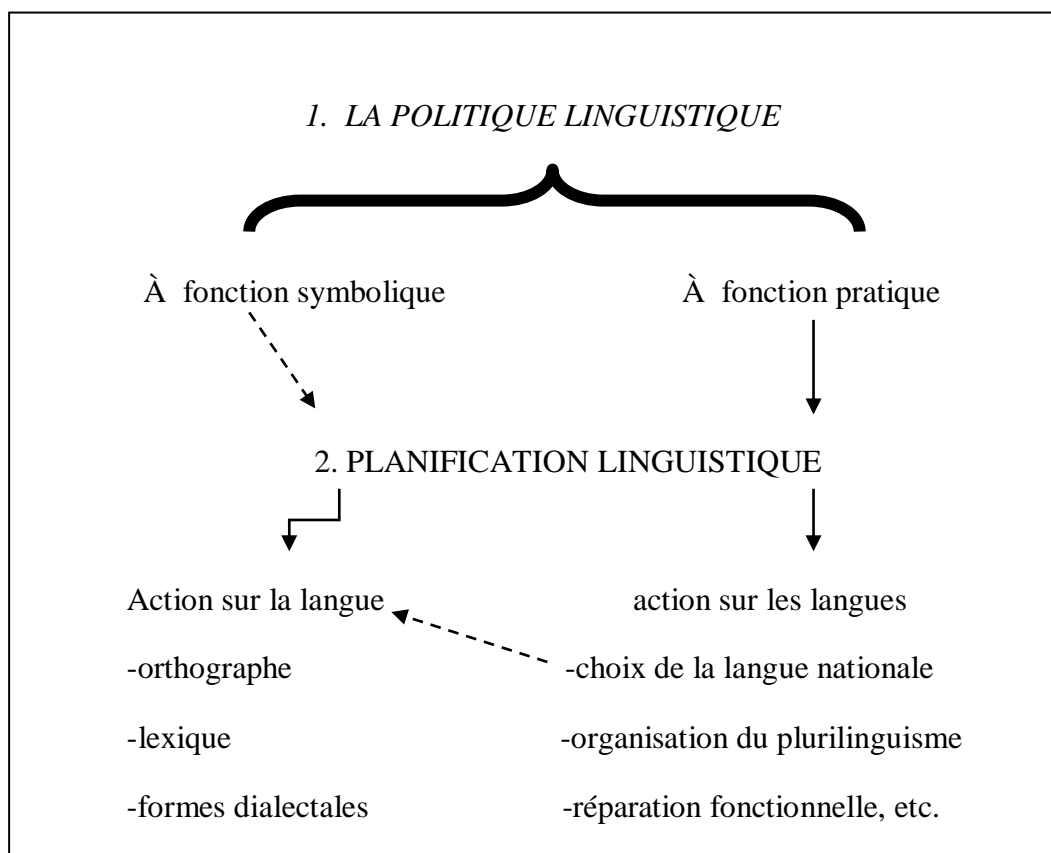 1. LA POLITIQUE LINGUISTIQUE
À fonction symbolique
À fonction pratique
2. PLANIFICATION LINGUISTIQUE
Action sur la langue
action sur les langues
-orthographe
-choix de la langue nationale
-lexique
-organisation du plurilinguisme
-formes dialectales
-réparation fonctionnelle, etc.